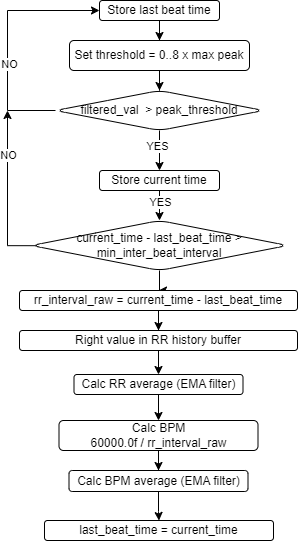 Store last beat time
Set threshold = 0..8 x max peak
NO
filtered_val > peak_threshold
YES
NO
Store current time
YES
current_time - last_beat_time >
min_inter_beat_interval
rr_interval_raw = current_time - last_beat_time
Right value in RR history buffer
Calc RR average (EMA filter)
Calc BPM
60000.0f / rr_interval_raw
Calc BPM average (EMA filter)
last_beat_time = current_time